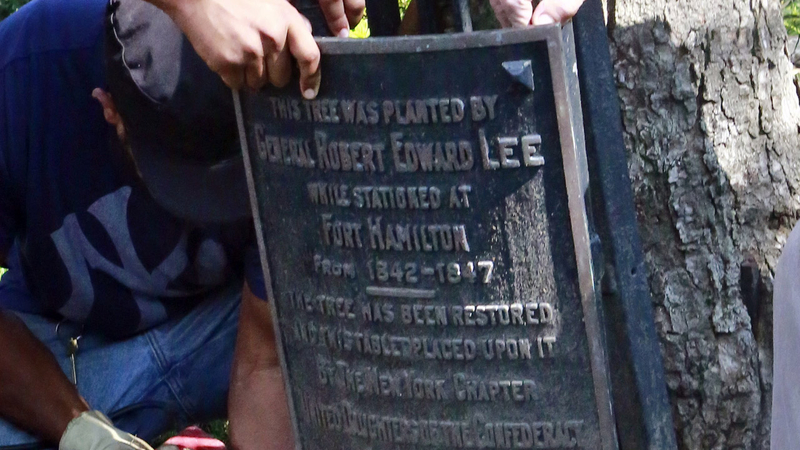 THIS TREE WAS PLANTED BY
GENERAL ROBERT EDWARD LEE
WHILE STATIONED AT
FORT HAMILTON
FROM 1842-1847
THE TREE HAS BEEN RESTORED
AND THIS TABLET PLACED UPON IT
BY THE NEW YORK CHAPTER
UNITED DAUGHTERS OF THE CONFEDERACY
NY